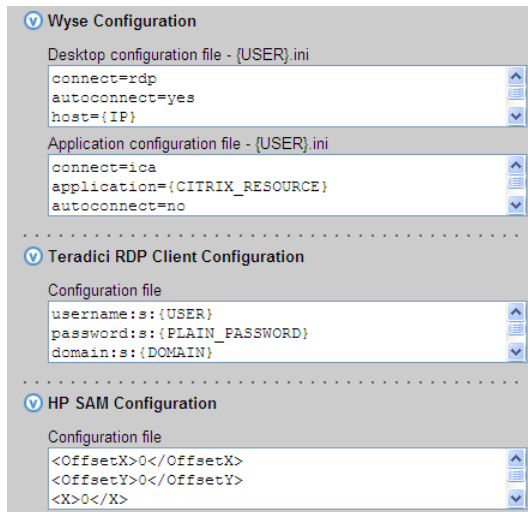 Wyse Configuration
Desktop configuration file - {USER}.ini
connect=rdp
autoconnect=yes
host={IP}
Application configuration file - {USER}.ini
connect=ica
application={CITRIX_RESOURCE}
autoconnect=no
Teradici RDP Client Configuration
Configuration file
username:s:{USER}
password:s:{PLAIN_PASSWORD}
domain:s:{DOMAIN}
HP SAM Configuration
Configuration file
<OffsetX>0</OffsetX>
<OffsetY>0</OffsetY>
<X>0</X>